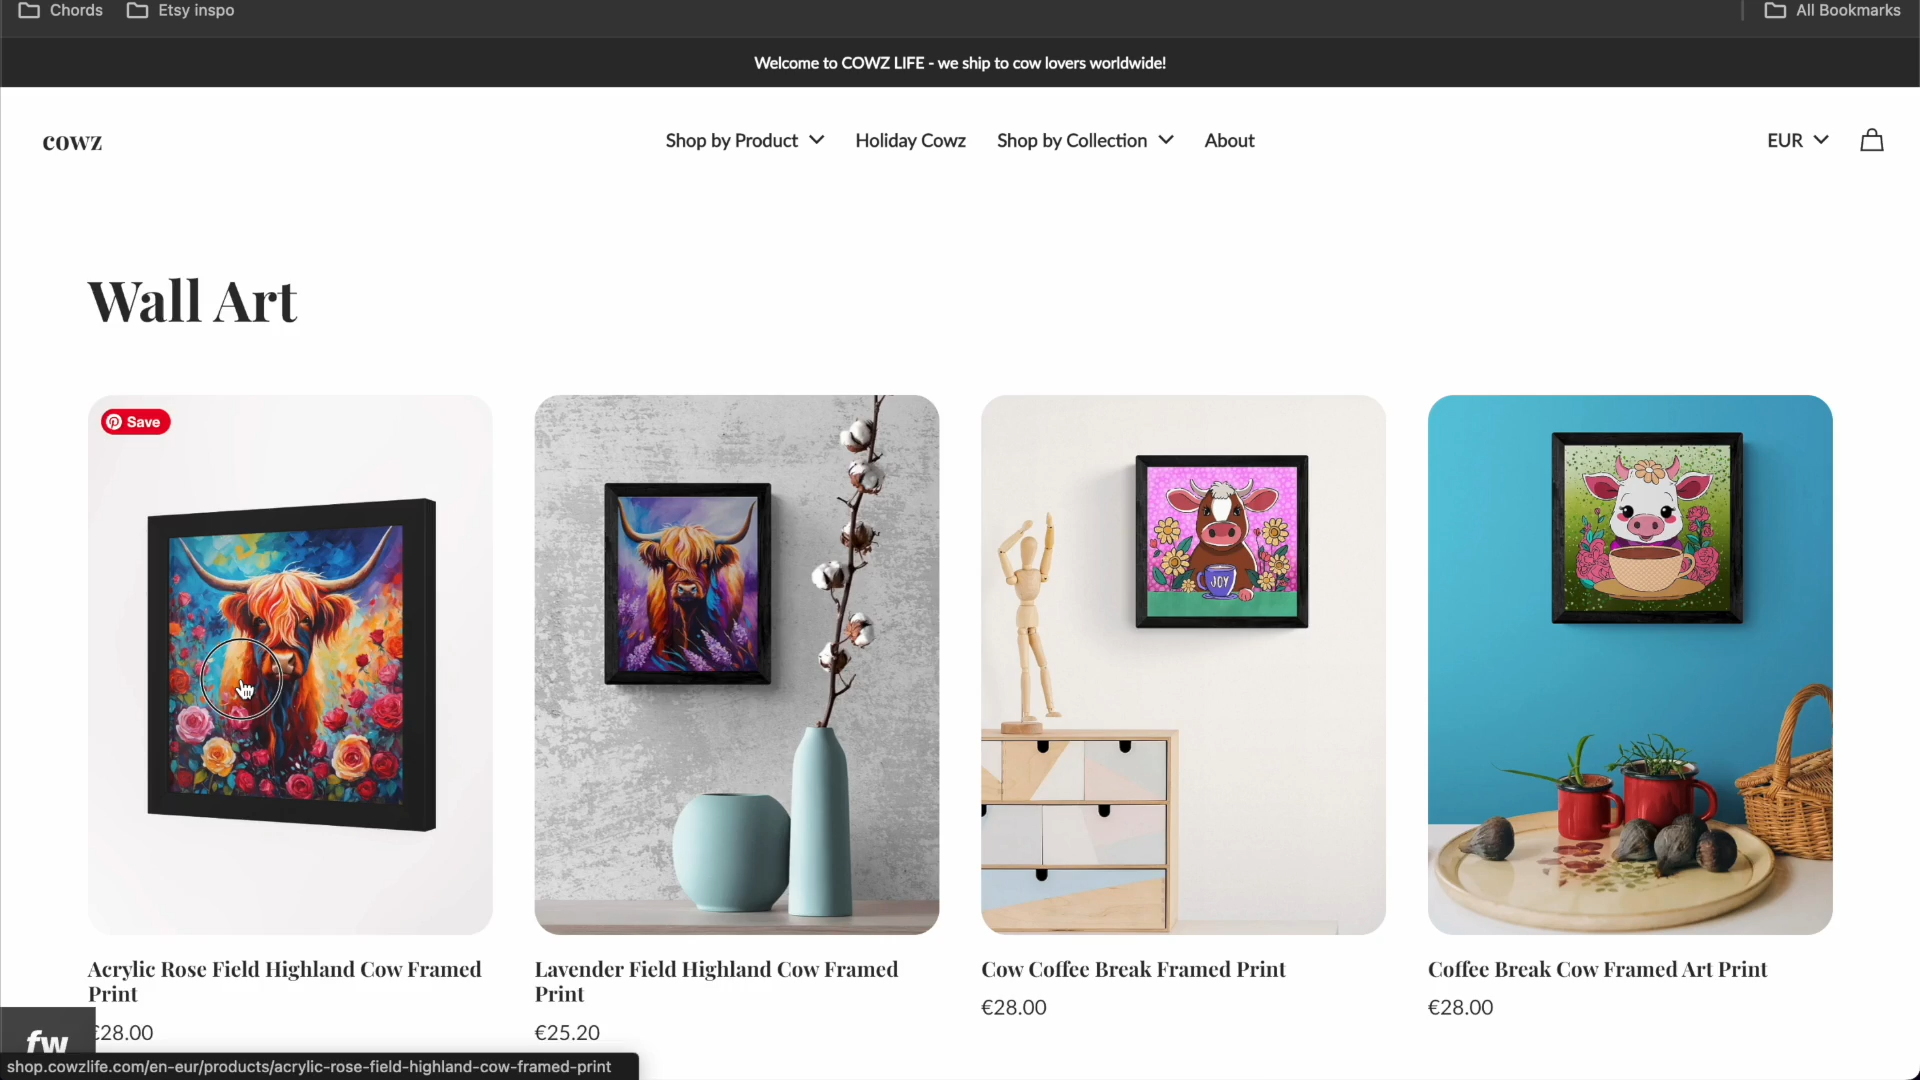 Chords
Etsy inspo
All Bookmarks
Welcome to COWZ LIFE - we ship to cow lovers worldwide!
cowz
Shop by Product
Holiday Cowz
Shop by Collection
About
EUR
Wall Art
Save
JOY
Acrylic Rose Field Highland Cow Framed
Print
€28.00
Lavender Field Highland Cow Framed
Print
€25.20
Cow Coffee Break Framed Print
€28.00
Coffee Break Cow Framed Art Print
€28.00
fw
shop.cowzlife.com/en-eur/products/acrylic-rose-field-highland-cow-framed-print